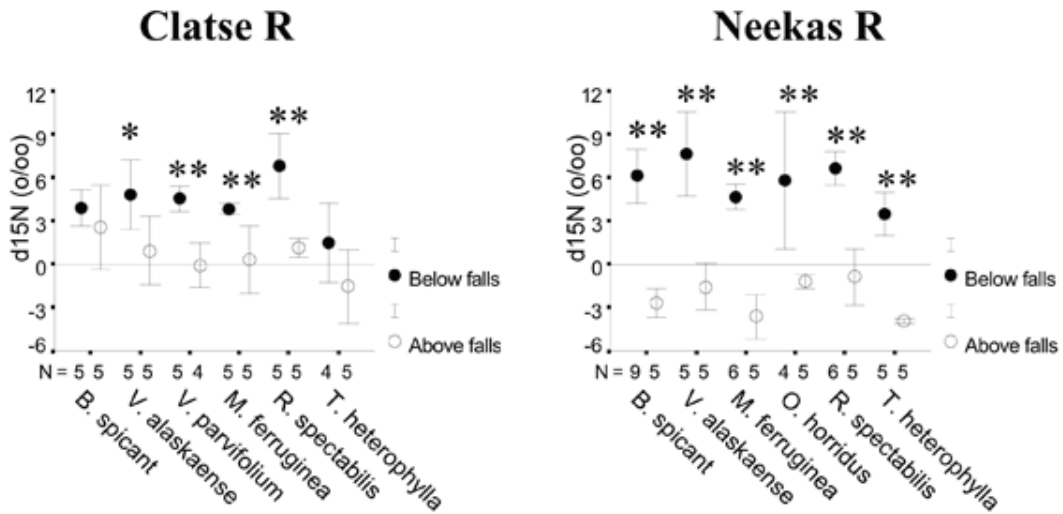 Clatse R
12
9
6
3
0
-3
-6
d15N (o/oo)
*
**
**
**
Below falls
Above falls
N = 5 5 5 5 5 4 5 5 5 5 4 5
B. spicant
V. alaskaense
V. parvifolium
M. ferruginea
R. spectabilis
T. heterophylla
Neekas R
12
9
6
3
0
-3
-6
d15N (o/oo)
**
**
**
**
**
**
Below falls
Above falls
N = 9 5 5 5 6 5 4 5 6 5 5 5
B. spicant
V. alaskaense
M. ferruginea
O. horridus
R. spectabilis
T. heterophylla